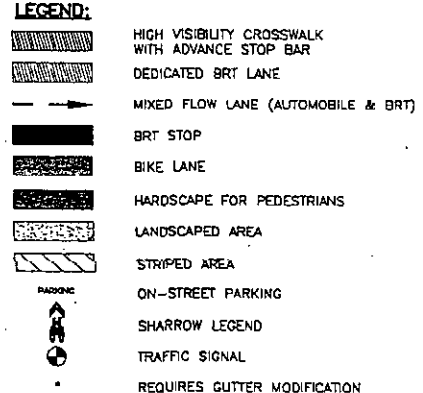 LEGEND:
HIGH VISIBILITY CROSSWALK
WITH ADVANCE STOP BAR
DEDICATED BRT LANE
MIXED FLOW LANE (AUTOMOBILE & BRT)
BRT STOP
BIKE LANE
HARDSCAPE FOR PEDESTRIANS
LANDSCAPED AREA
STRIPED AREA
PARKING ON-STREET PARKING
SHARROW LEGEND
TRAFFIC SIGNAL
REQUIRES GUTTER MODIFICATION